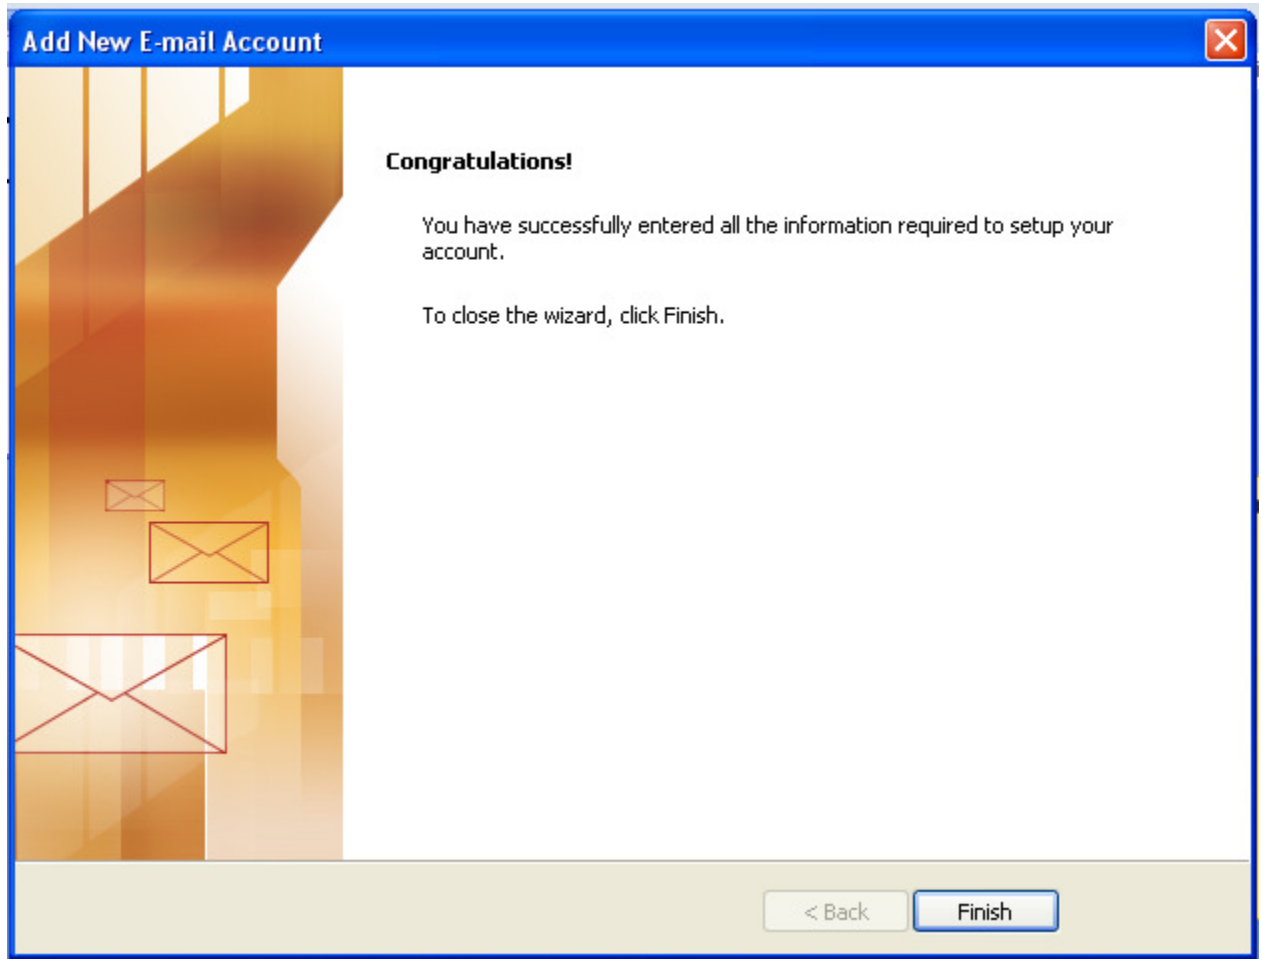 Add New E-mail Account
Congratulations!
You have successfully entered all the information required to setup your
account.
To close the wizard, click Finish.
< Back
Finish